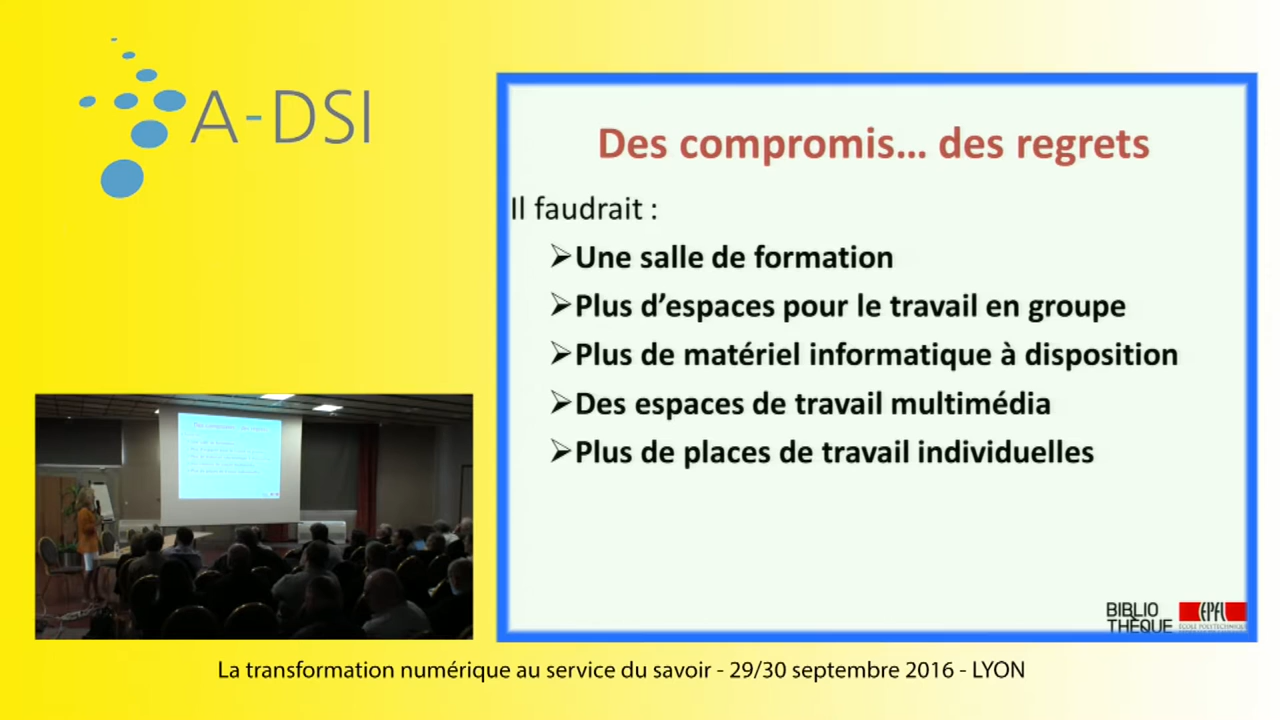 A-DSI
Des compromis... des regrets
Il faudrait :
➢Une salle de formation
➢Plus d’espaces pour le travail en groupe
➢Plus de matériel informatique à disposition
➢Des espaces de travail multimédia
➢Plus de places de travail individuelles
BIBLIO
THÈQUE
EPFL
ÉCOLE POLYTECHNIQUE
La transformation numérique au service du savoir - 29/30 septembre 2016 - LYON